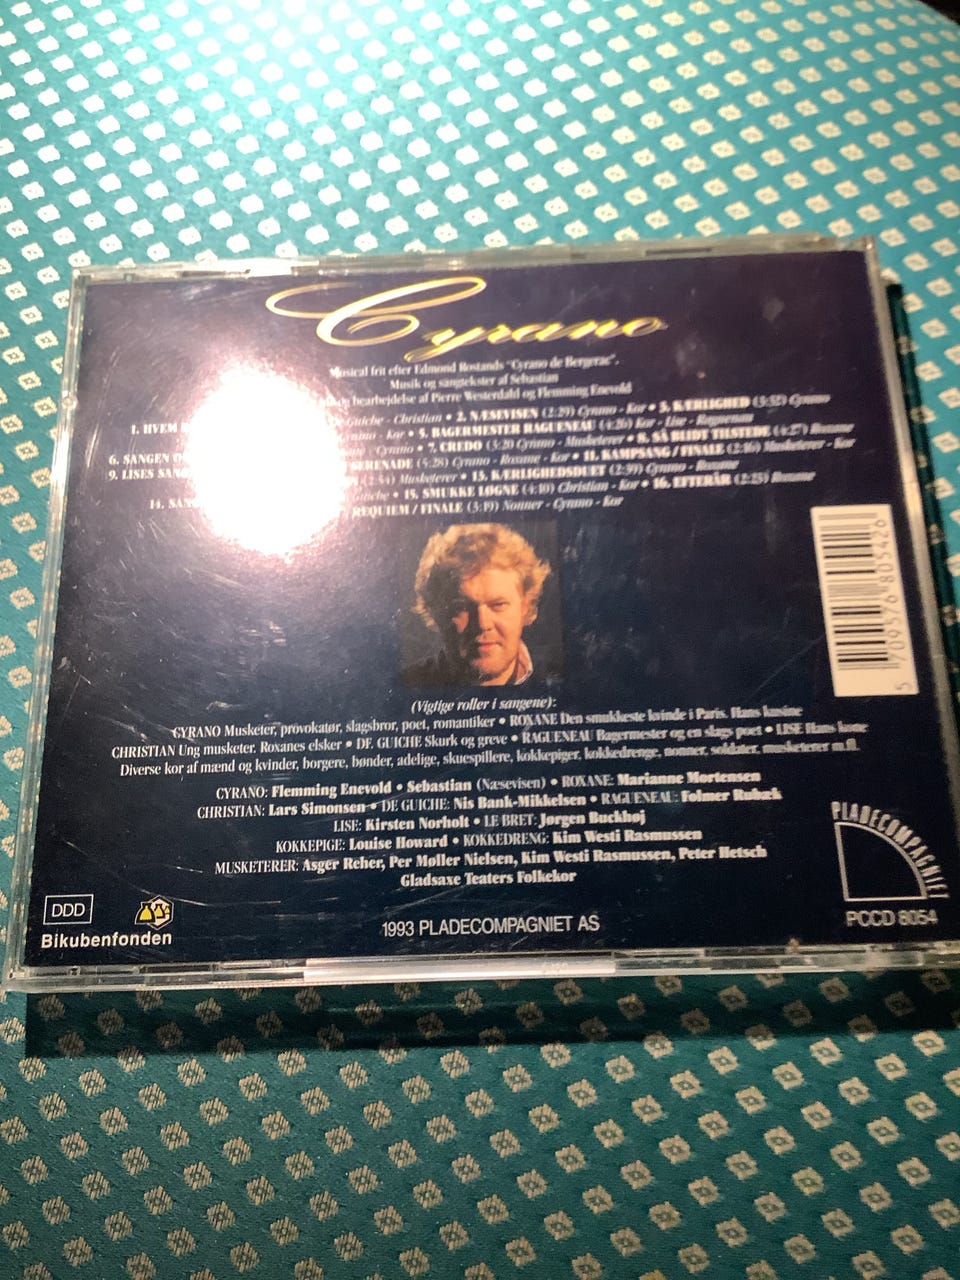 Cyrano
Musical frit efter Edmond Rostands "Cyrano de Bergerac".
Musik og sangtekster af Sebastian
bearbejdelse af Pierre Westerdahl og Flemming Enevold
1. HVEM Guiche - Christian • 2. NÆSEVISEN (2:29) Cyrano - Kor • 3. KÆRLIGHED (3:32) Cyrano
Cyrano - Kor • 5. BAGERMESTER RAGUENEAU (4:26) Kor - Lise - Ragueneau
6. SANGEN - Cyrano • 7. CREDO (3:20 Cyrano - Musketerer • 8. SÅ BLIDT TILSTEDE (4:27) Roxane
9. LISES SERENADE (5:28) Cyrano - Roxane - Kor • 11. KAMPSANG / FINALE (2:16) Musketerer - Kor
Musketerer • 13. KÆRLIGHEDSDUET (2:39) Cyrano - Roxane
14. Guiche • 15. SMUKKE LØGNE (4:10) Christian - Kor • 16. EFTERÅR (2:23) Roxane
REQUIEM / FINALE (3:19) Nonner - Cyrano - Kor
5 709576 805426
(Vigtige roller i sangene):
CYRANO Musketer, provokatør, slagsbror, poet, romantiker • ROXANE Den smukkeste kvinde i Paris. Hans kusine
CHRISTIAN Ung musketer. Roxanes elsker • DE GUICHE Skurk og greve • RAGUENEAU Bagermester og en slags poet • LISE Hans kone
Diverse kor af mænd og kvinder, borgere, bønder, adelige, skuespillere, kokkepiger, kokkedrenge, nonner, soldater, musketerer m.fl.
CYRANO: Flemming Enevold • Sebastian (Næsevisen) • ROXANE: Marianne Mortensen
CHRISTIAN: Lars Simonsen • DE GUICHE: Nis Bank-Mikkelsen • RAGUENEAU: Folmer Rubæk
LISE: Kirsten Norholt • LE BRET: Jørgen Buckhøj
KOKKEPIGE: Louise Howard • KOKKEDRENG: Kim Westi Rasmussen
MUSKETERER: Asger Reher, Per Møller Nielsen, Kim Westi Rasmussen, Peter Hetsch
Gladsaxe Teaters Folkekor
DDD
Bikubenfonden
1993 PLADECOMPAGNIET AS
PLADECOMPAGNIET
PCCD 8054